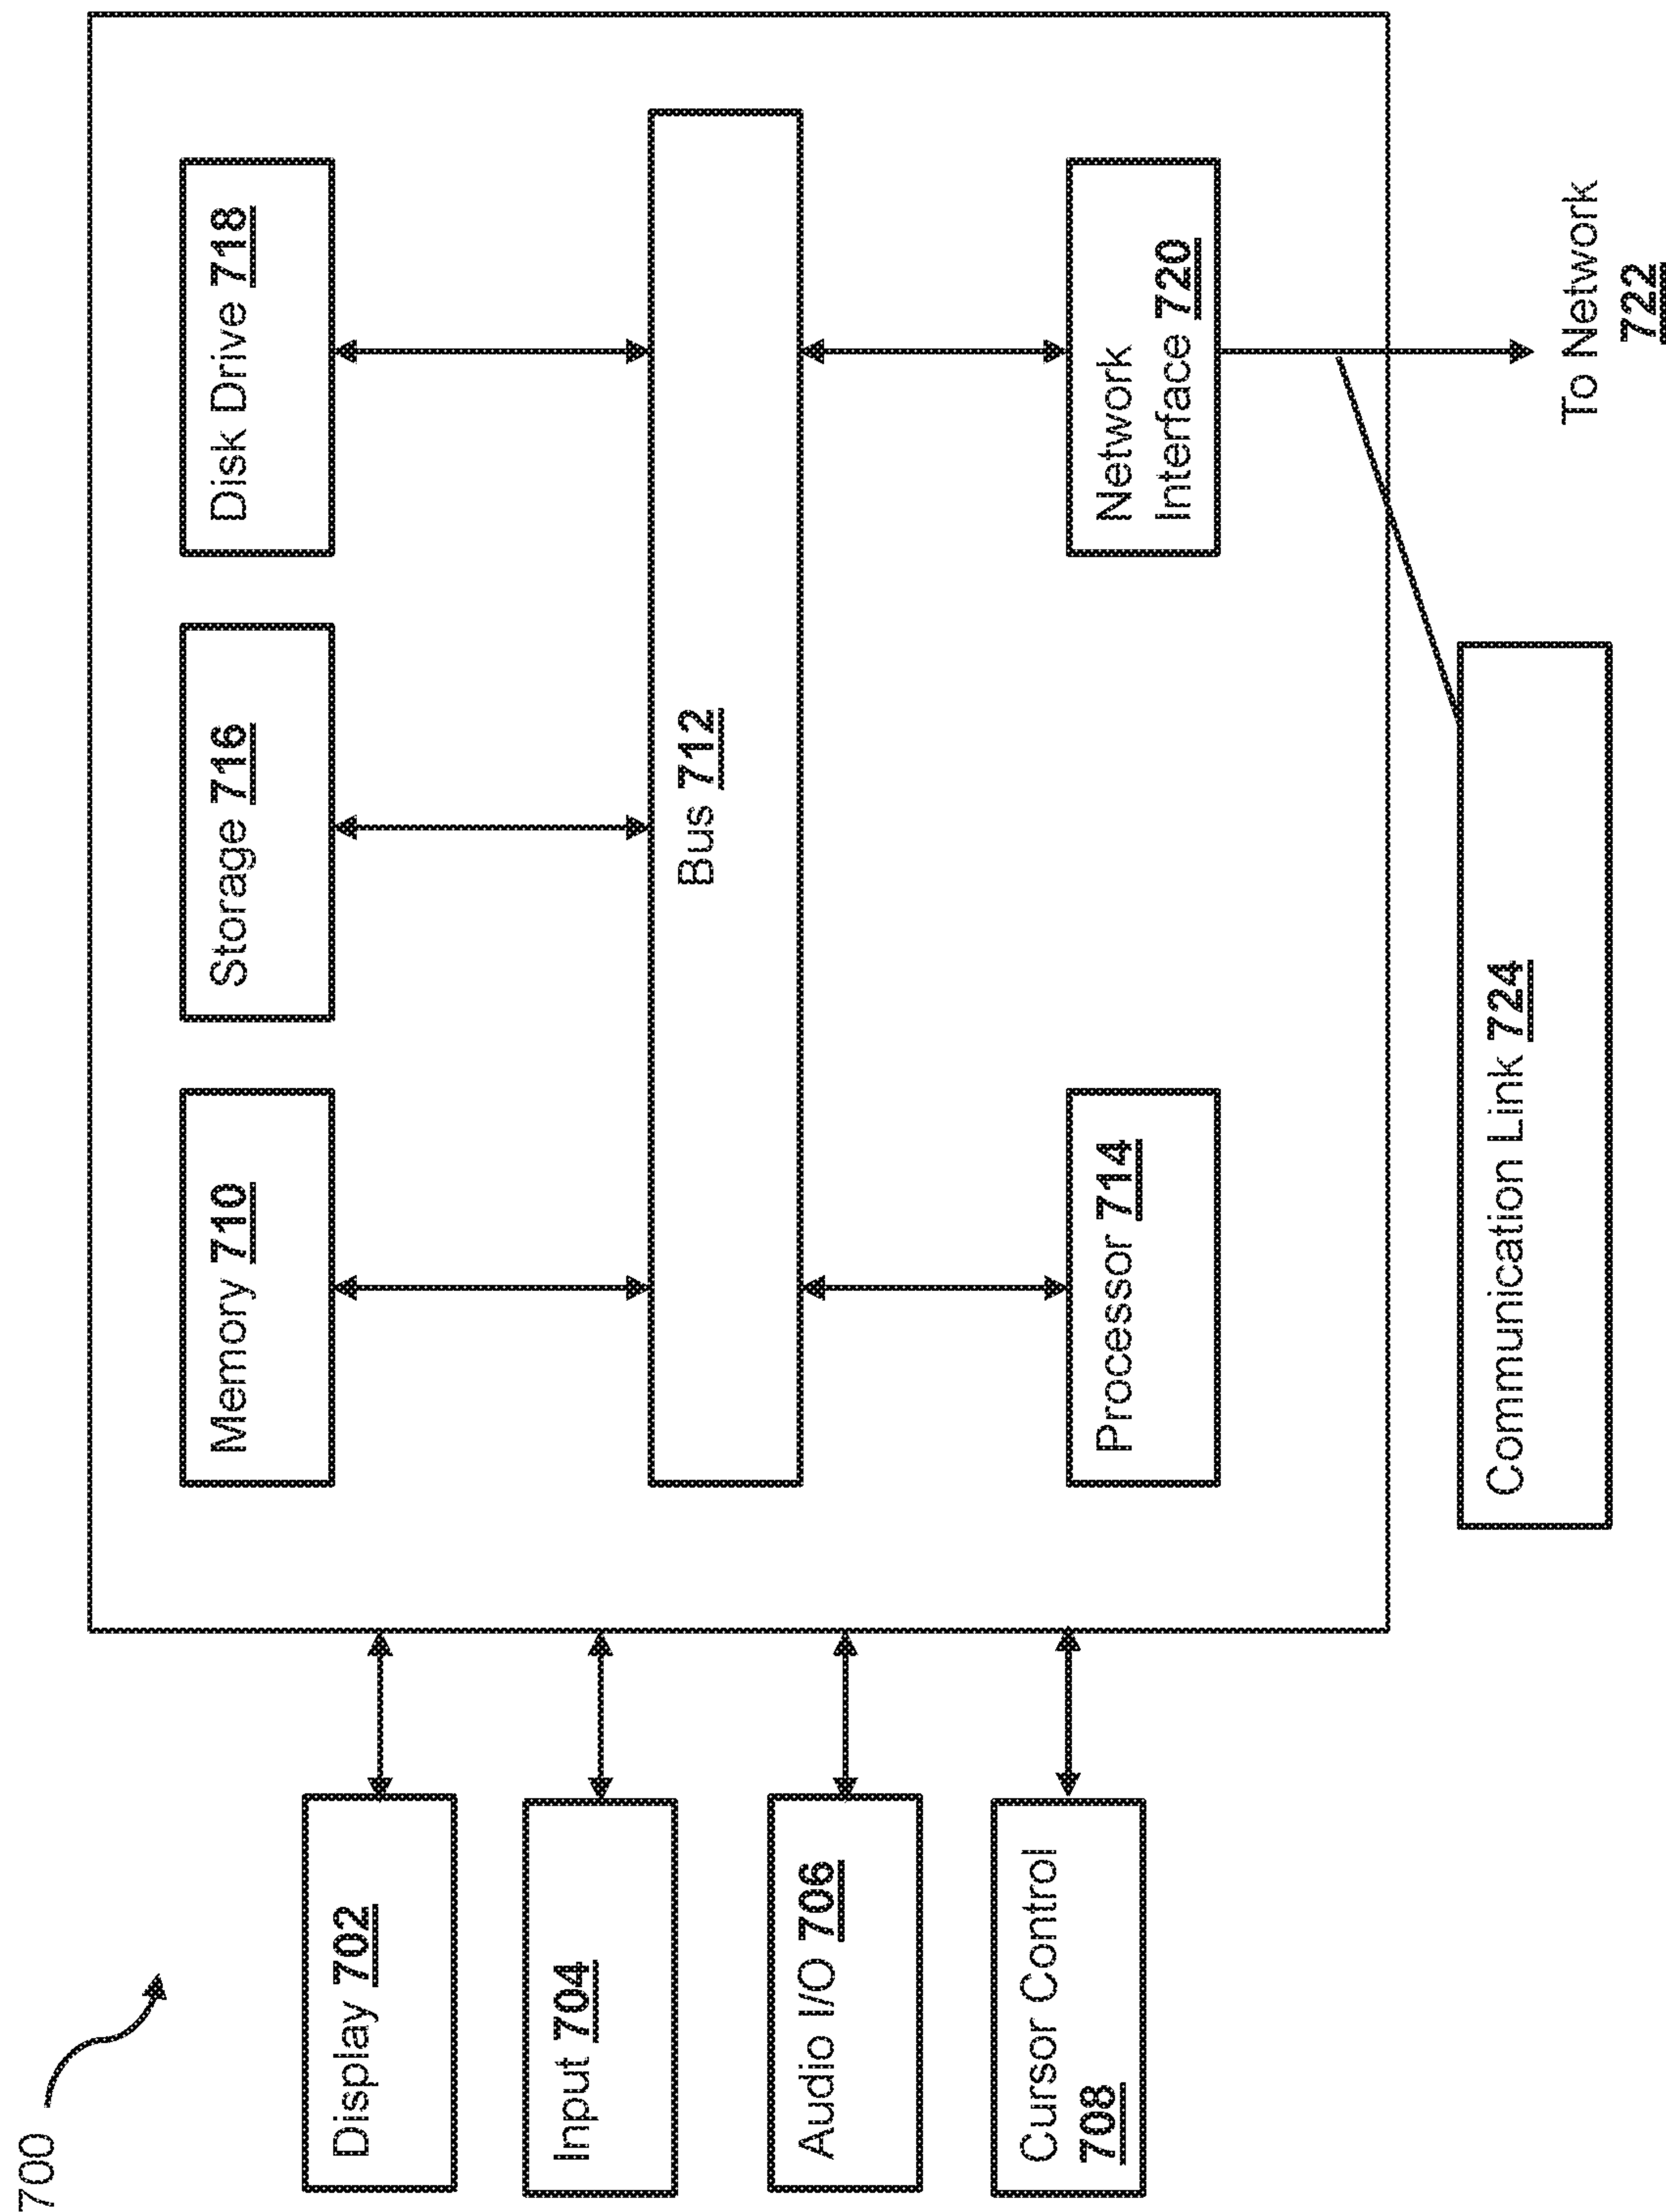 700
Display 702
Input 704
Audio I/O 706
Cursor Control
708
Memory 710
Storage 716
Disk Drive 718
Bus 712
Processor 714
Network
Interface 720
Communication Link 724
To Network
722